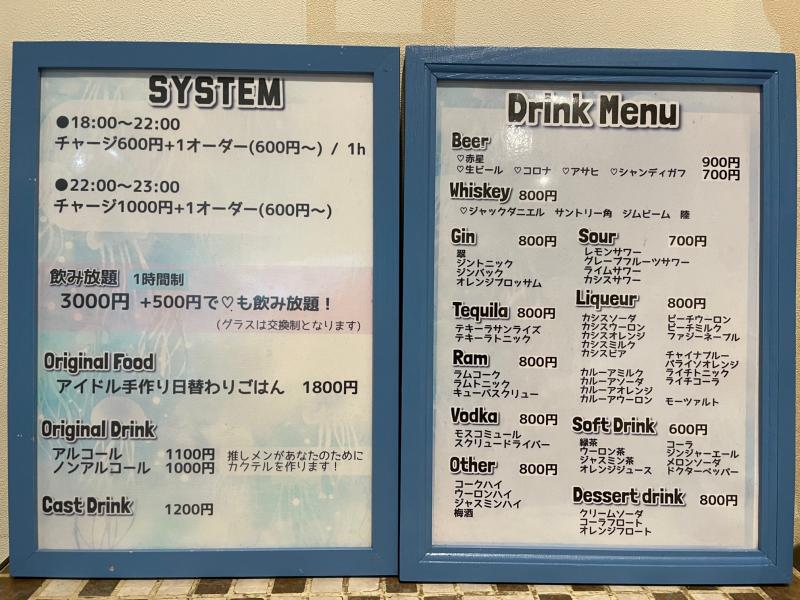 SYSTEM
●18:00〜22:00
チャージ600円+1オーダー(600円〜) / 1h
●22:00〜23:00
チャージ1000円+1オーダー(600円〜)
飲み放題 1時間制
3000円 +500円で♡も飲み放題！
(グラスは交換制となります)
Original Food
アイドル手作り日替わりごはん 1800円
Original Drink
アルコール 1100円
ノンアルコール 1000円
推しメンがあなたのために
カクテルを作ります！
Cast Drink 1200円
Drink Menu
Beer
♡赤星 900円
♡生ビール ♡コロナ ♡アサヒ ♡シャンディガフ 700円
Whiskey 800円
♡ジャックダニエル サントリー角 ジムビーム 陸
Gin 800円
翠
ジントニック
ジンバック
オレンジブロッサム
Sour 700円
レモンサワー
グレープフルーツサワー
ライムサワー
カシスサワー
Tequila 800円
テキーラサンライズ
テキーラトニック
Liqueur 800円
カシスソーダ
カシスウーロン
カシスオレンジ
カシスミルク
カシスビア
カルーアミルク
カルーアソーダ
カルーアオレンジ
カルーアウーロン
ピーチウーロン
ピーチミルク
ファジーネーブル
チャイナブルー
パライソオレンジ
ライチトニック
ライチコーラ
モーツァルト
Ram 800円
ラムコーク
ラムトニック
キューバスクリュー
Vodka 800円
モスコミュール
スクリュードライバー
Soft Drink 600円
緑茶
ウーロン茶
ジャスミン茶
オレンジジュース
コーラ
ジンジャーエール
メロンソーダ
ドクターペッパー
Other 800円
コークハイ
ウーロンハイ
ジャスミンハイ
梅酒
Dessert drink 800円
クリームソーダ
コーラフロート
オレンジフロート